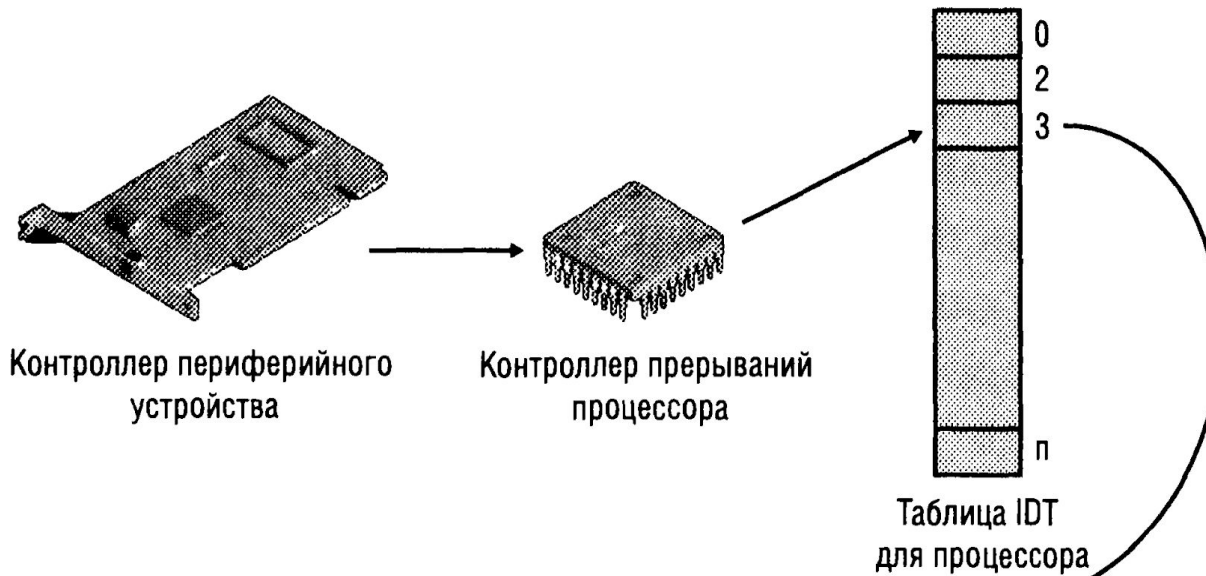 0
2
3
п
Контроллер периферийного
устройства
Контроллер прерываний
процессора
Таблица IDT
для процессора